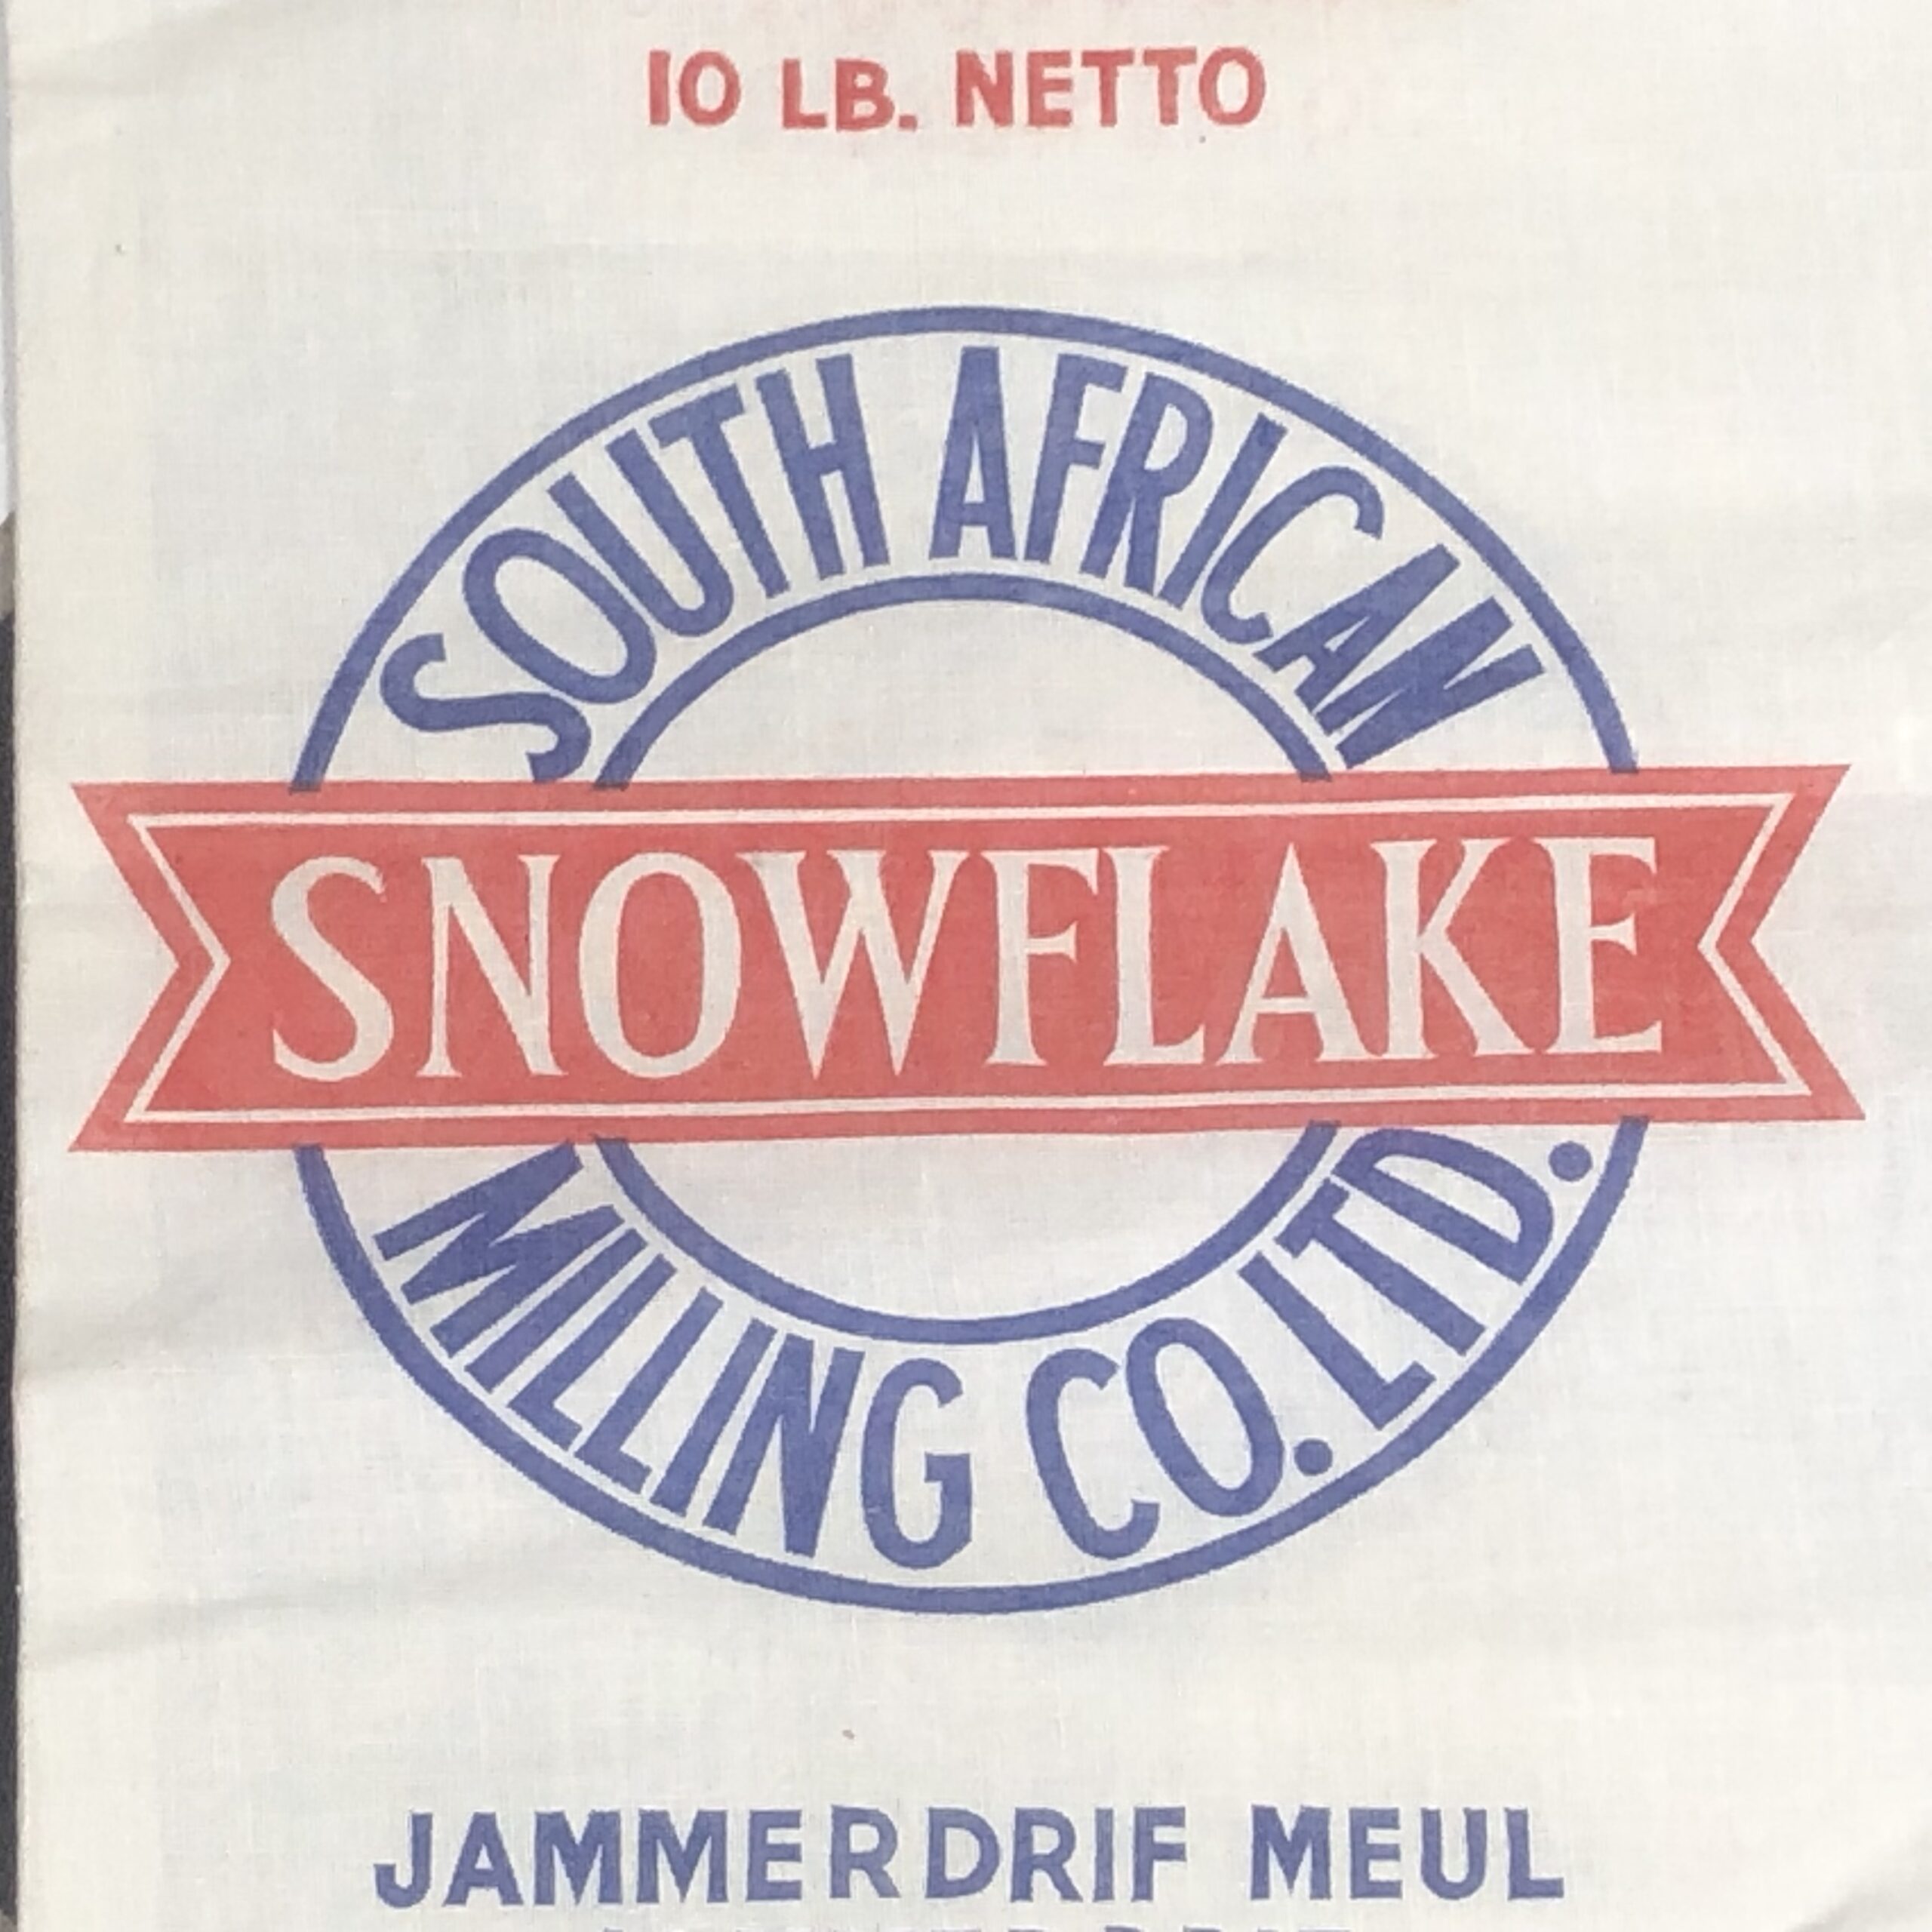 10 LB. NETTO
SOUTH AFRICAN
SNOWFLAKE
MILLING CO. LTD.
JAMMERDRIF MEUL